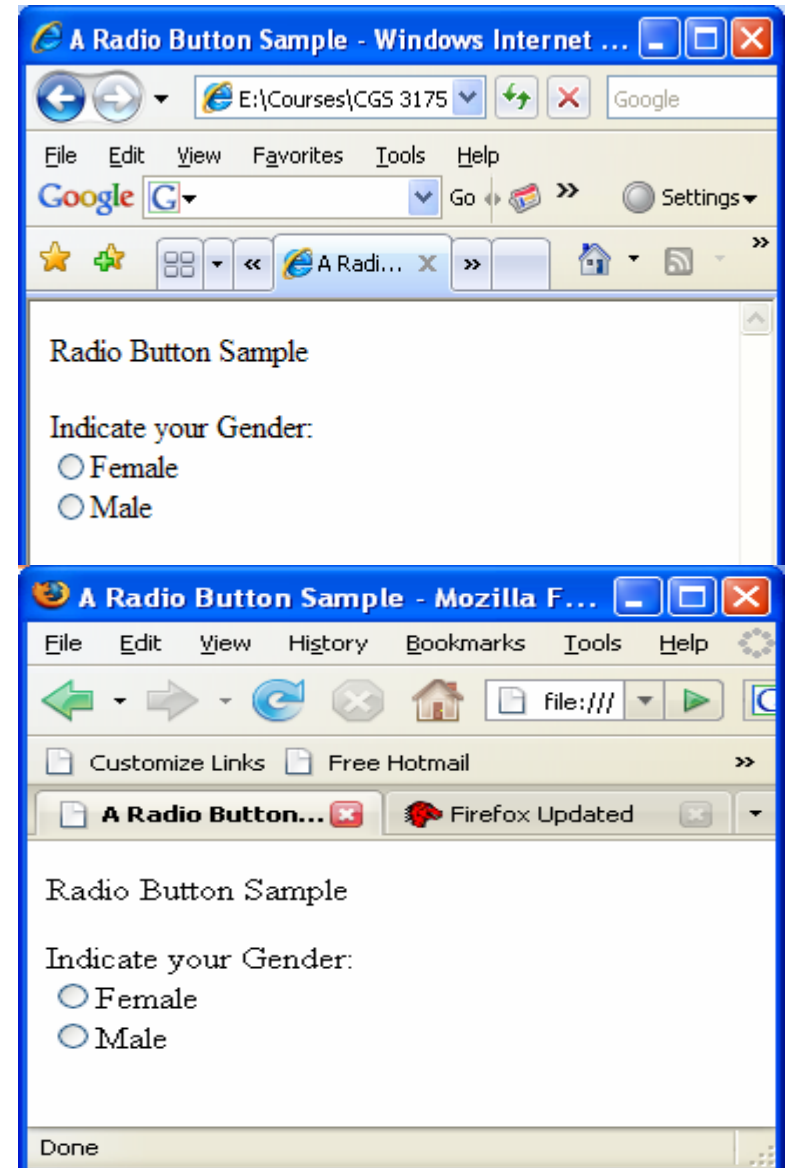 A Radio Button Sample - Windows Internet ...
E:\Courses\CGS 3175
Google
File Edit View Favorites Tools Help
Google G Go » Settings
« A Radi... X » »
Radio Button Sample
Indicate your Gender:
Female
Male
A Radio Button Sample - Mozilla F...
File Edit View History Bookmarks Tools Help
file:///
Customize Links Free Hotmail »
A Radio Button... Firefox Updated
Radio Button Sample
Indicate your Gender:
Female
Male
Done